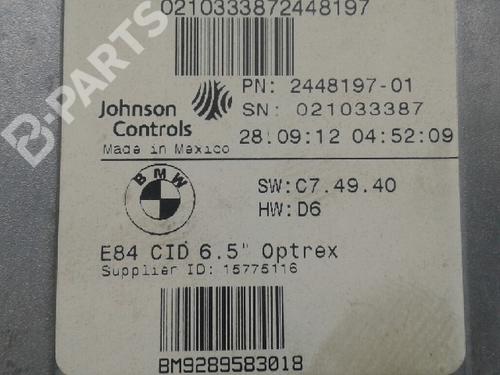 0210333872448197
B-PARTS
Johnson
Controls
Made in Mexico
PN: 2448197-01
SN: 021033387
28.09.12 04:52:09
BMW
SW:C7.49.40
HW:D6
E84 CID 6.5" Optrex
Supplier ID: 15775116
BM9289583018